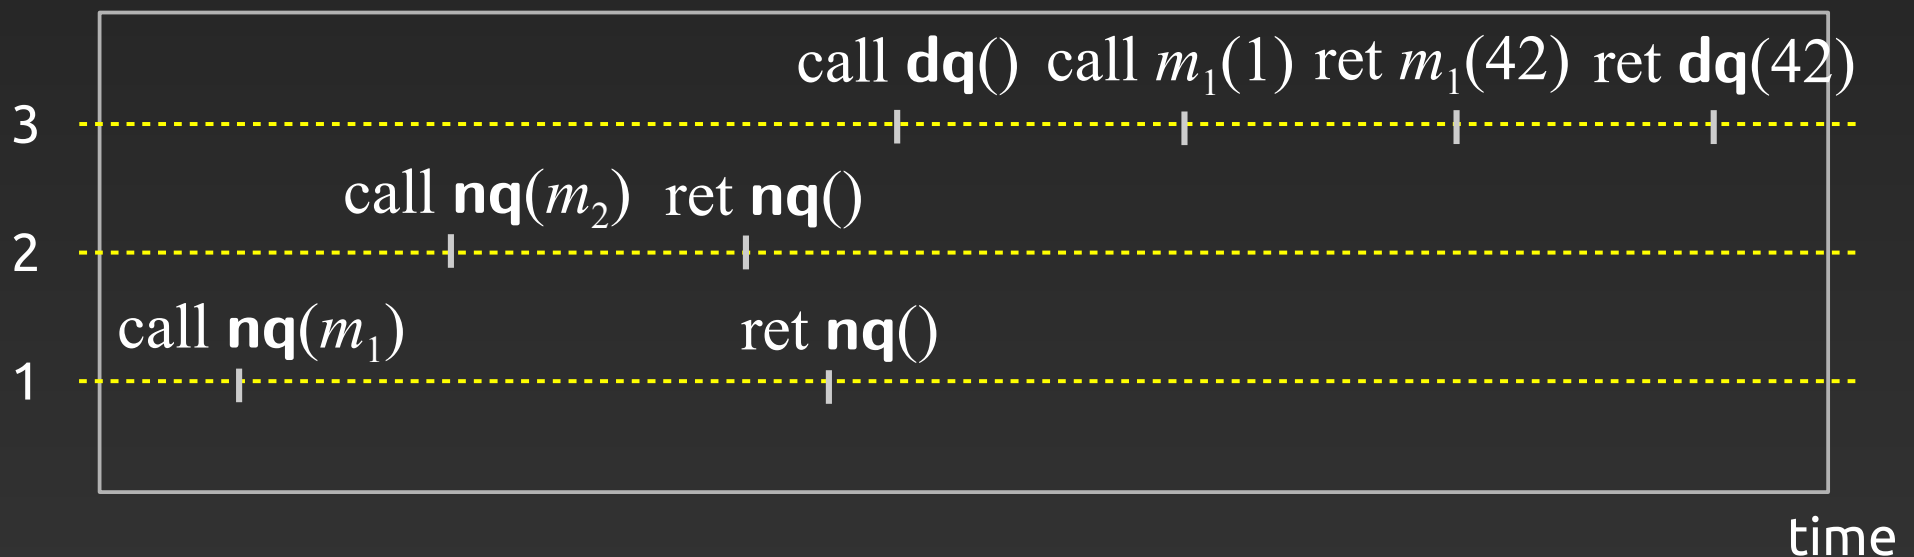 call dq() call m₁(1) ret m₁(42) ret dq(42)
3
call nq(m₂) ret nq()
2
call nq(m₁) ret nq()
1
time